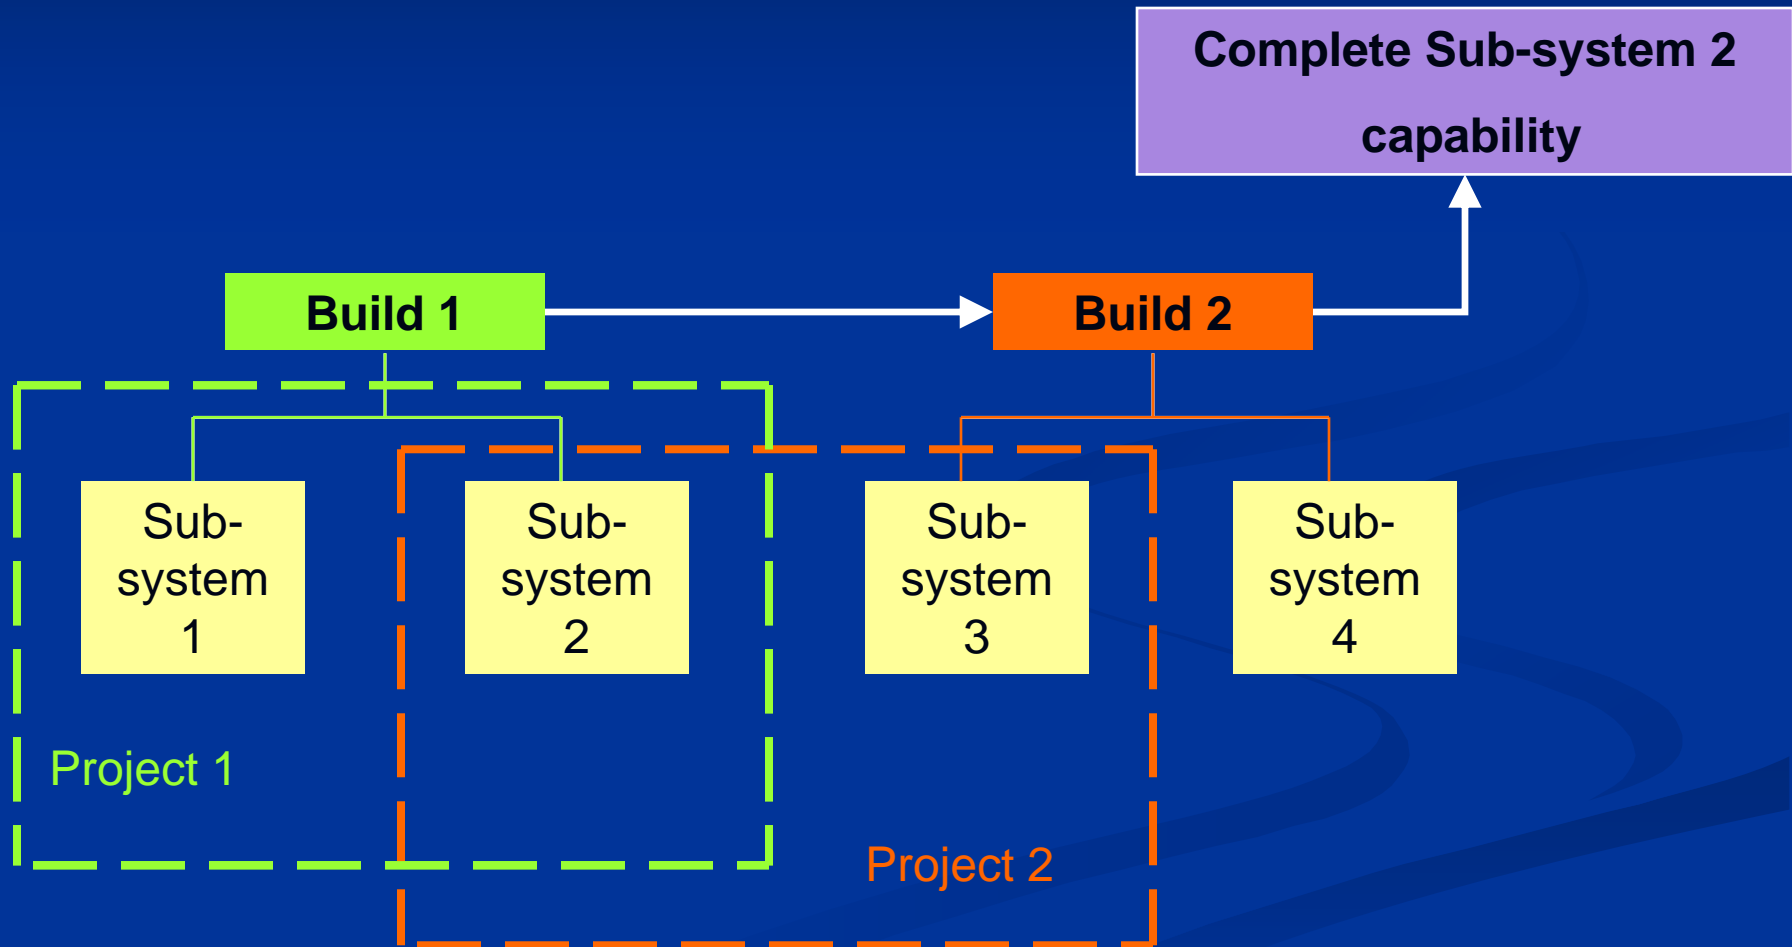 Complete Sub-system 2
capability
Build 1
Build 2
Sub-
system
1
Sub-
system
2
Sub-
system
3
Sub-
system
4
Project 1
Project 2